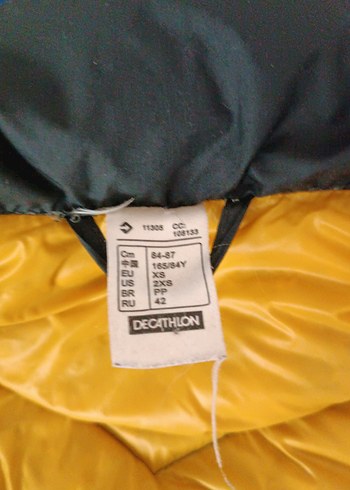 11305 CC:
108133
Cm 84-87
中国 165/84Y
EU XS
US 2XS
BR PP
RU 42
DECATHLON